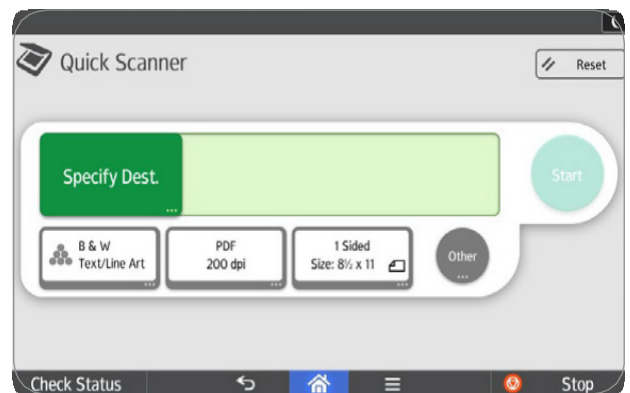 Quick Scanner
Reset
Specify Dest.
...
Start
B & W
Text/Line Art
...
PDF
200 dpi
...
1 Sided
Size: 8½ x 11
...
Other
...
Check Status
Stop